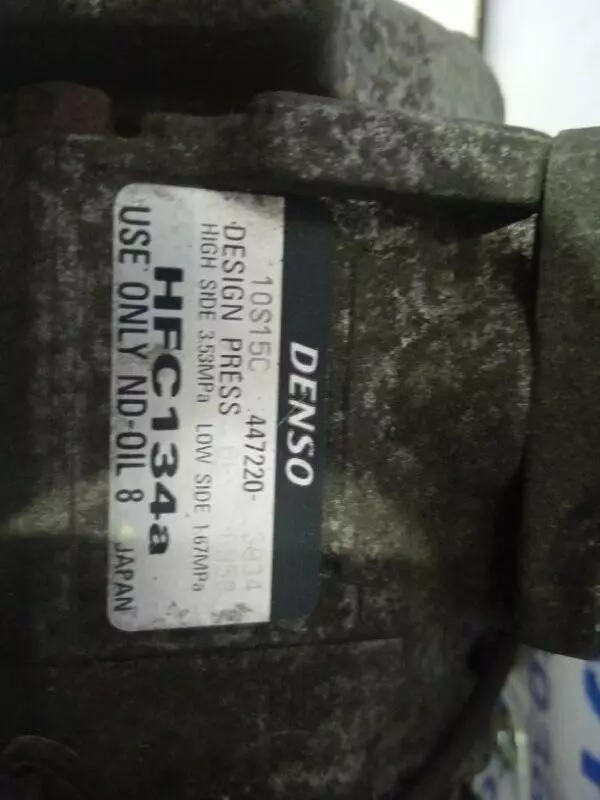 DENSO
10S15C 447220-
DESIGN PRESS
HIGH SIDE 3.53MPa LOW SIDE 1.67MPa
HFC134a
USE ONLY ND-OIL 8 JAPAN